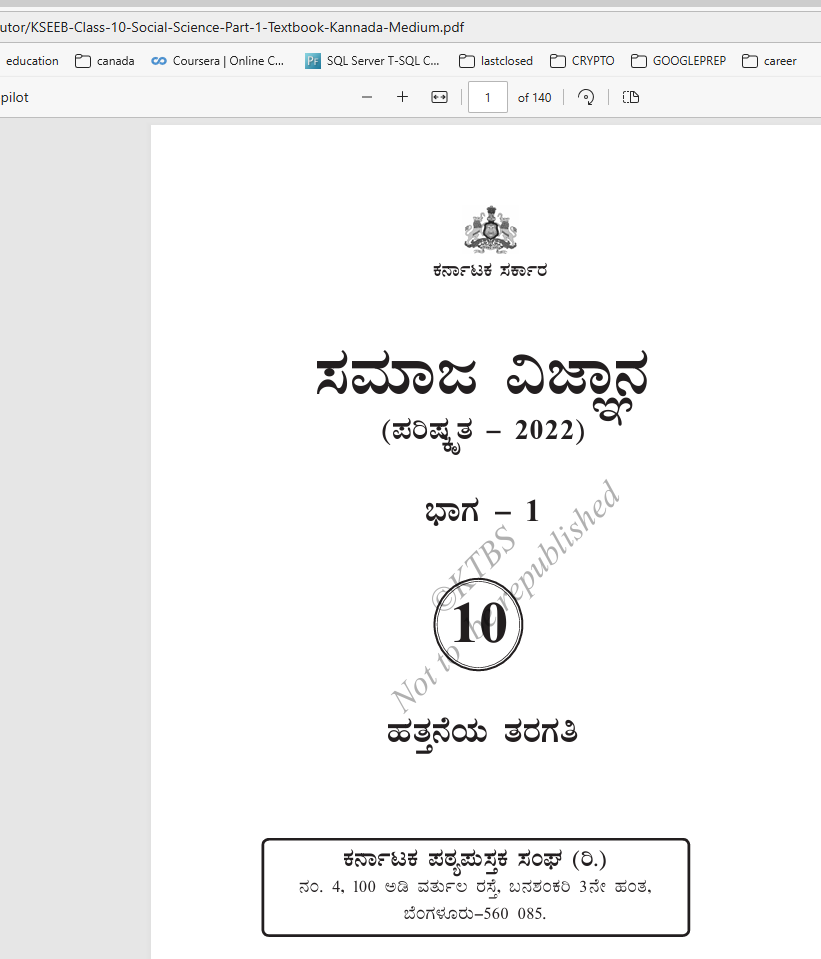 utor/KSEEB-Class-10-Social-Science-Part-1-Textbook-Kannada-Medium.pdf
education canada Coursera | Online C... PF SQL Server T-SQL C... lastclosed CRYPTO GOOGLEPREP career
pilot 1 of 140
ಕರ್ನಾಟಕ ಸರ್ಕಾರ
ಸಮಾಜ ವಿಜ್ಞಾನ
(ಪರಿಷ್ಕೃತ – 2022)
ಭಾಗ – 1
©KTBS
Not to be republished
10
ಹತ್ತನೆಯ ತರಗತಿ
ಕರ್ನಾಟಕ ಪಠ್ಯಪುಸ್ತಕ ಸಂಘ (ರಿ.)
ನಂ. 4, 100 ಅಡಿ ವರ್ತುಲ ರಸ್ತೆ, ಬನಶಂಕರಿ 3ನೇ ಹಂತ,
ಬೆಂಗಳೂರು–560 085.